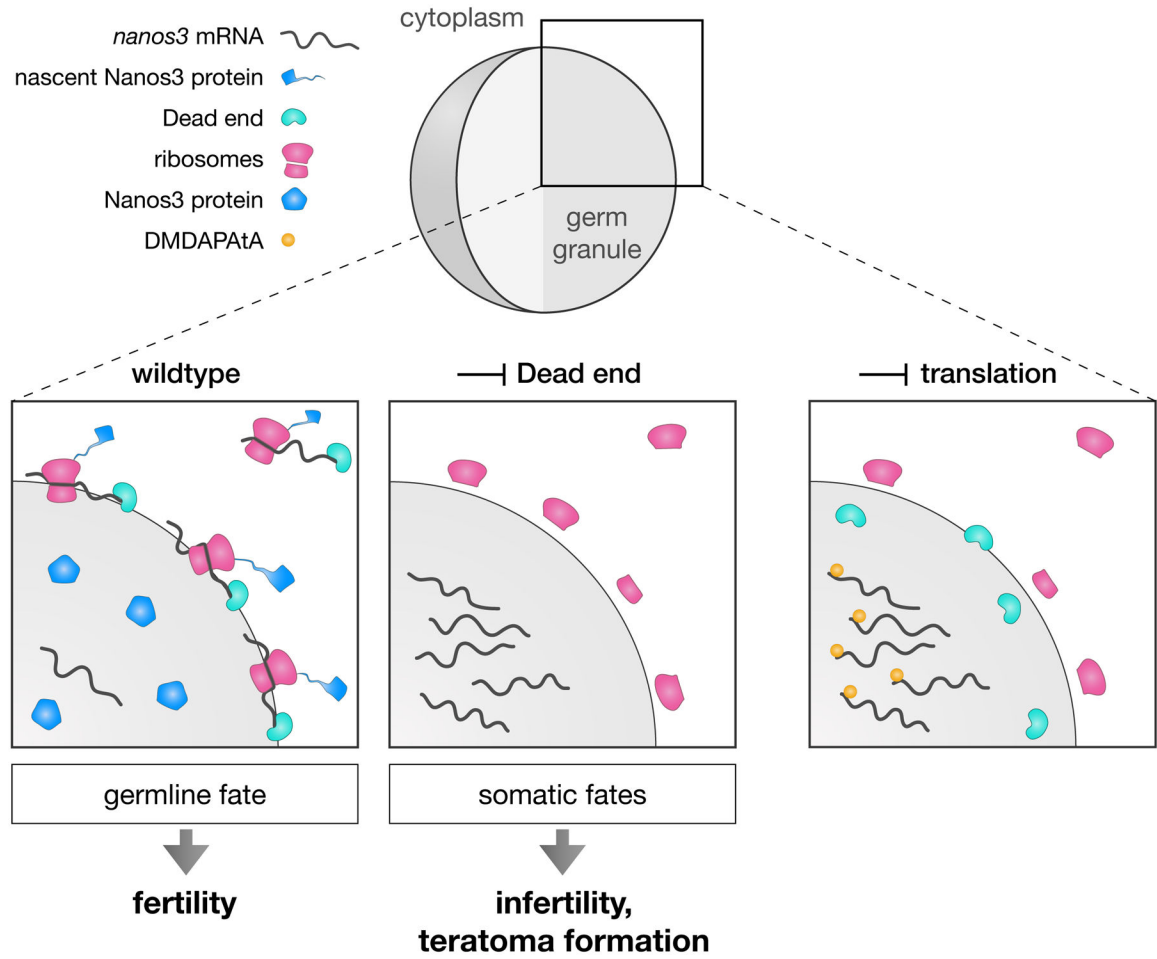 nanos3 mRNA
nascent Nanos3 protein
Dead end
ribosomes
Nanos3 protein
DMDAPAtA
cytoplasm
germ
granule
wildtype
Dead end
translation
germline fate
somatic fates
fertility
infertility,
teratoma formation